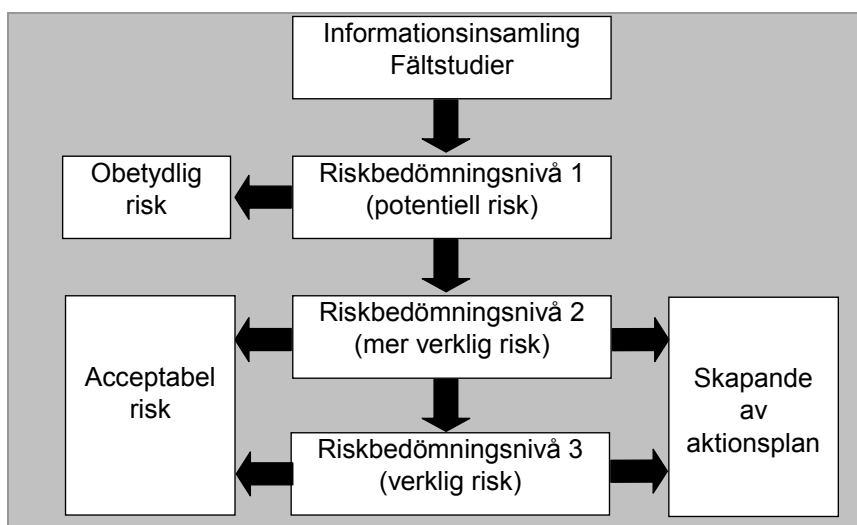 Informationsinsamling
Fältstudier
Obetydlig
risk
Riskbedömningsnivå 1
(potentiell risk)
Riskbedömningsnivå 2
(mer verklig risk)
Acceptabel
risk
Skapande
av
aktionsplan
Riskbedömningsnivå 3
(verklig risk)